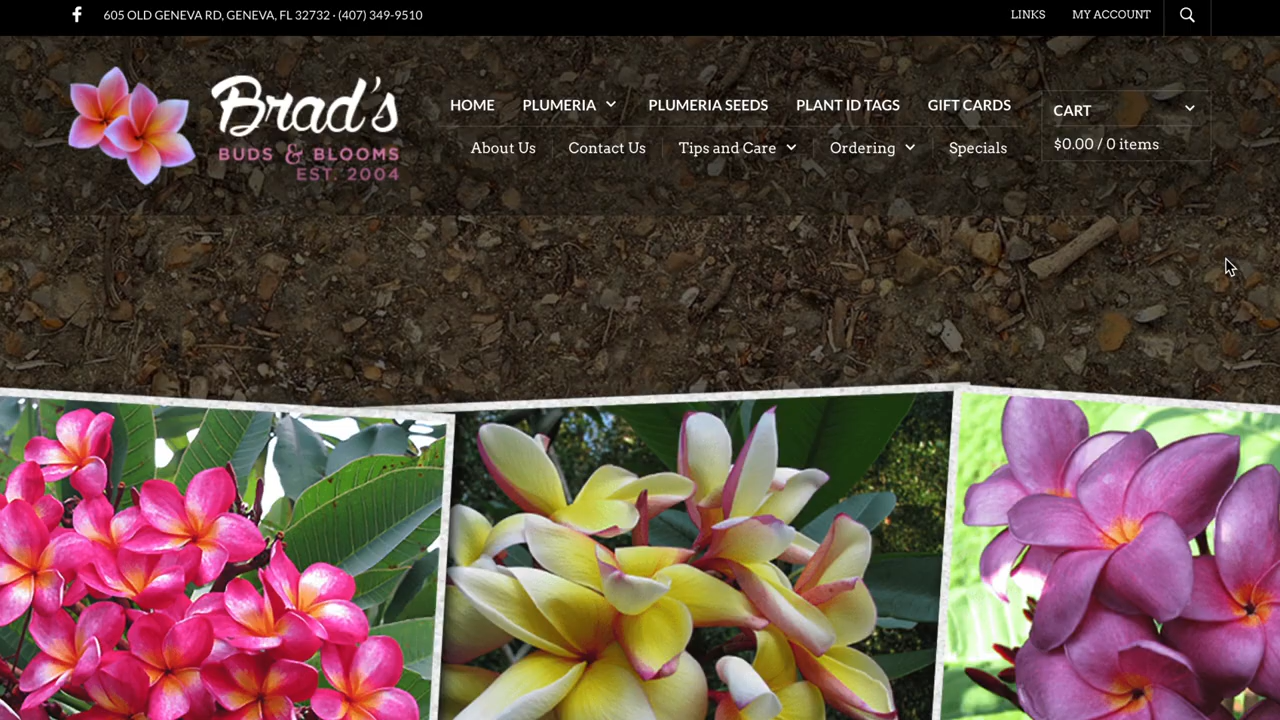 605 OLD GENEVA RD, GENEVA, FL 32732 · (407) 349-9510
LINKS
MY ACCOUNT
Brad's
BUDS & BLOOMS
EST. 2004
HOME
PLUMERIA
PLUMERIA SEEDS
PLANT ID TAGS
GIFT CARDS
About Us
Contact Us
Tips and Care
Ordering
Specials
CART
$0.00 / 0 items